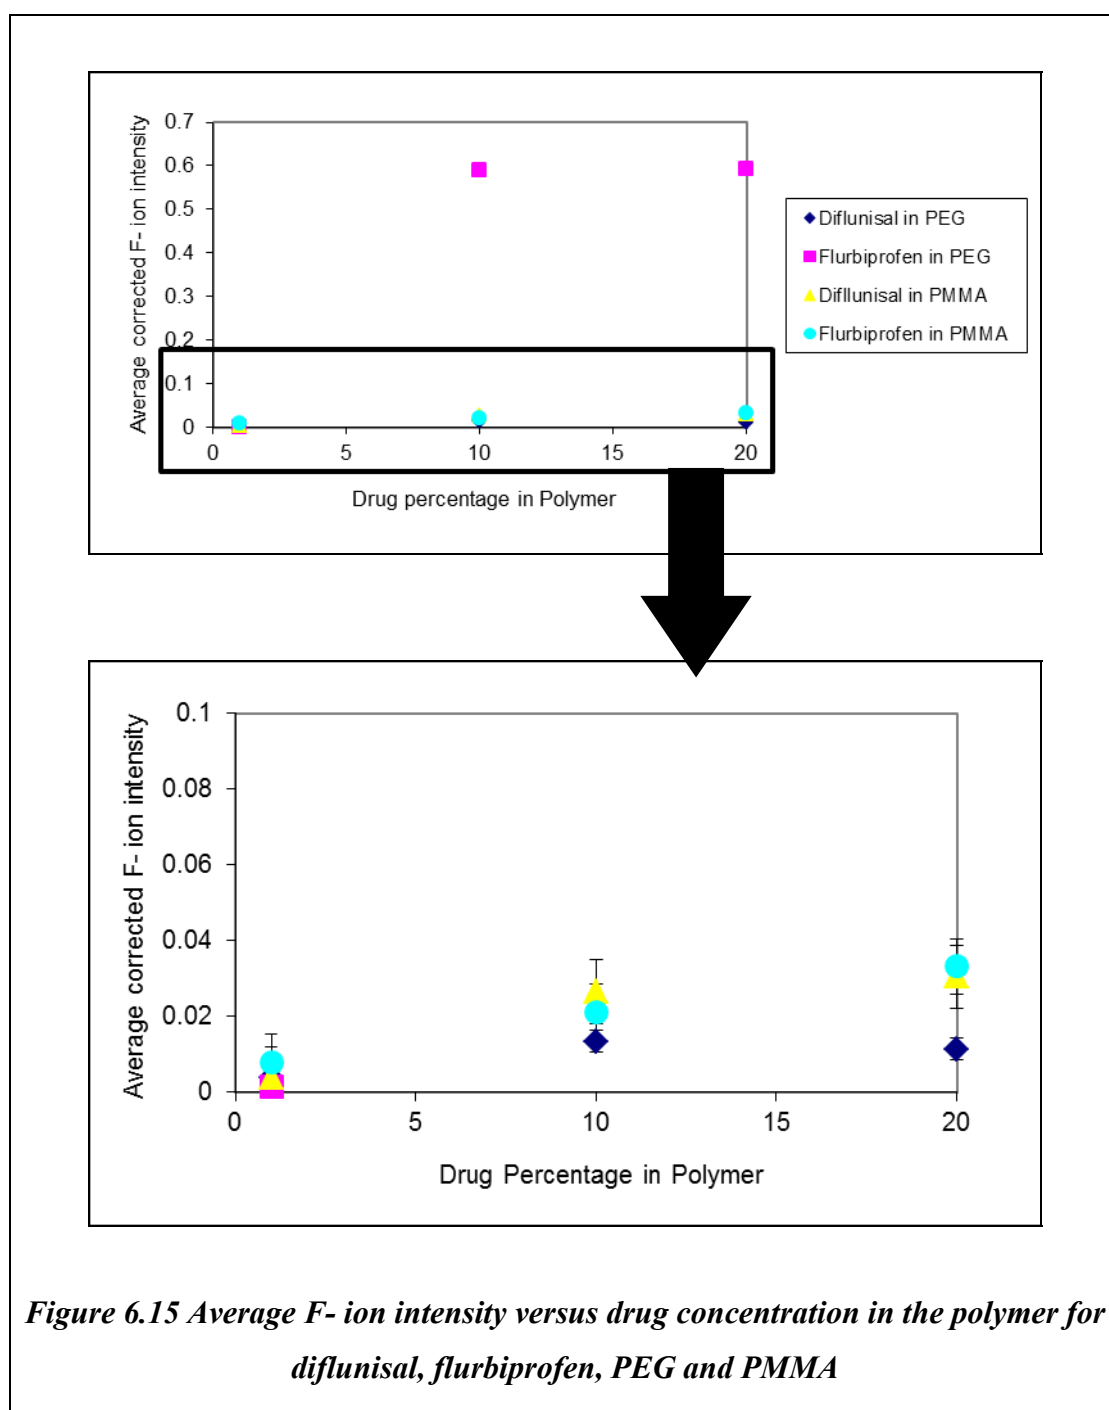 Average corrected F- ion intensity
0.7
0.6
0.5
0.4
0.3
0.2
0.1
0
0 5 10 15 20
Drug percentage in Polymer
Diflunisal in PEG
Flurbiprofen in PEG
Difllunisal in PMMA
Flurbiprofen in PMMA
Average corrected F- ion intensity
0.1
0.08
0.06
0.04
0.02
0
0 5 10 15 20
Drug Percentage in Polymer
Figure 6.15 Average F- ion intensity versus drug concentration in the polymer for
diflunisal, flurbiprofen, PEG and PMMA